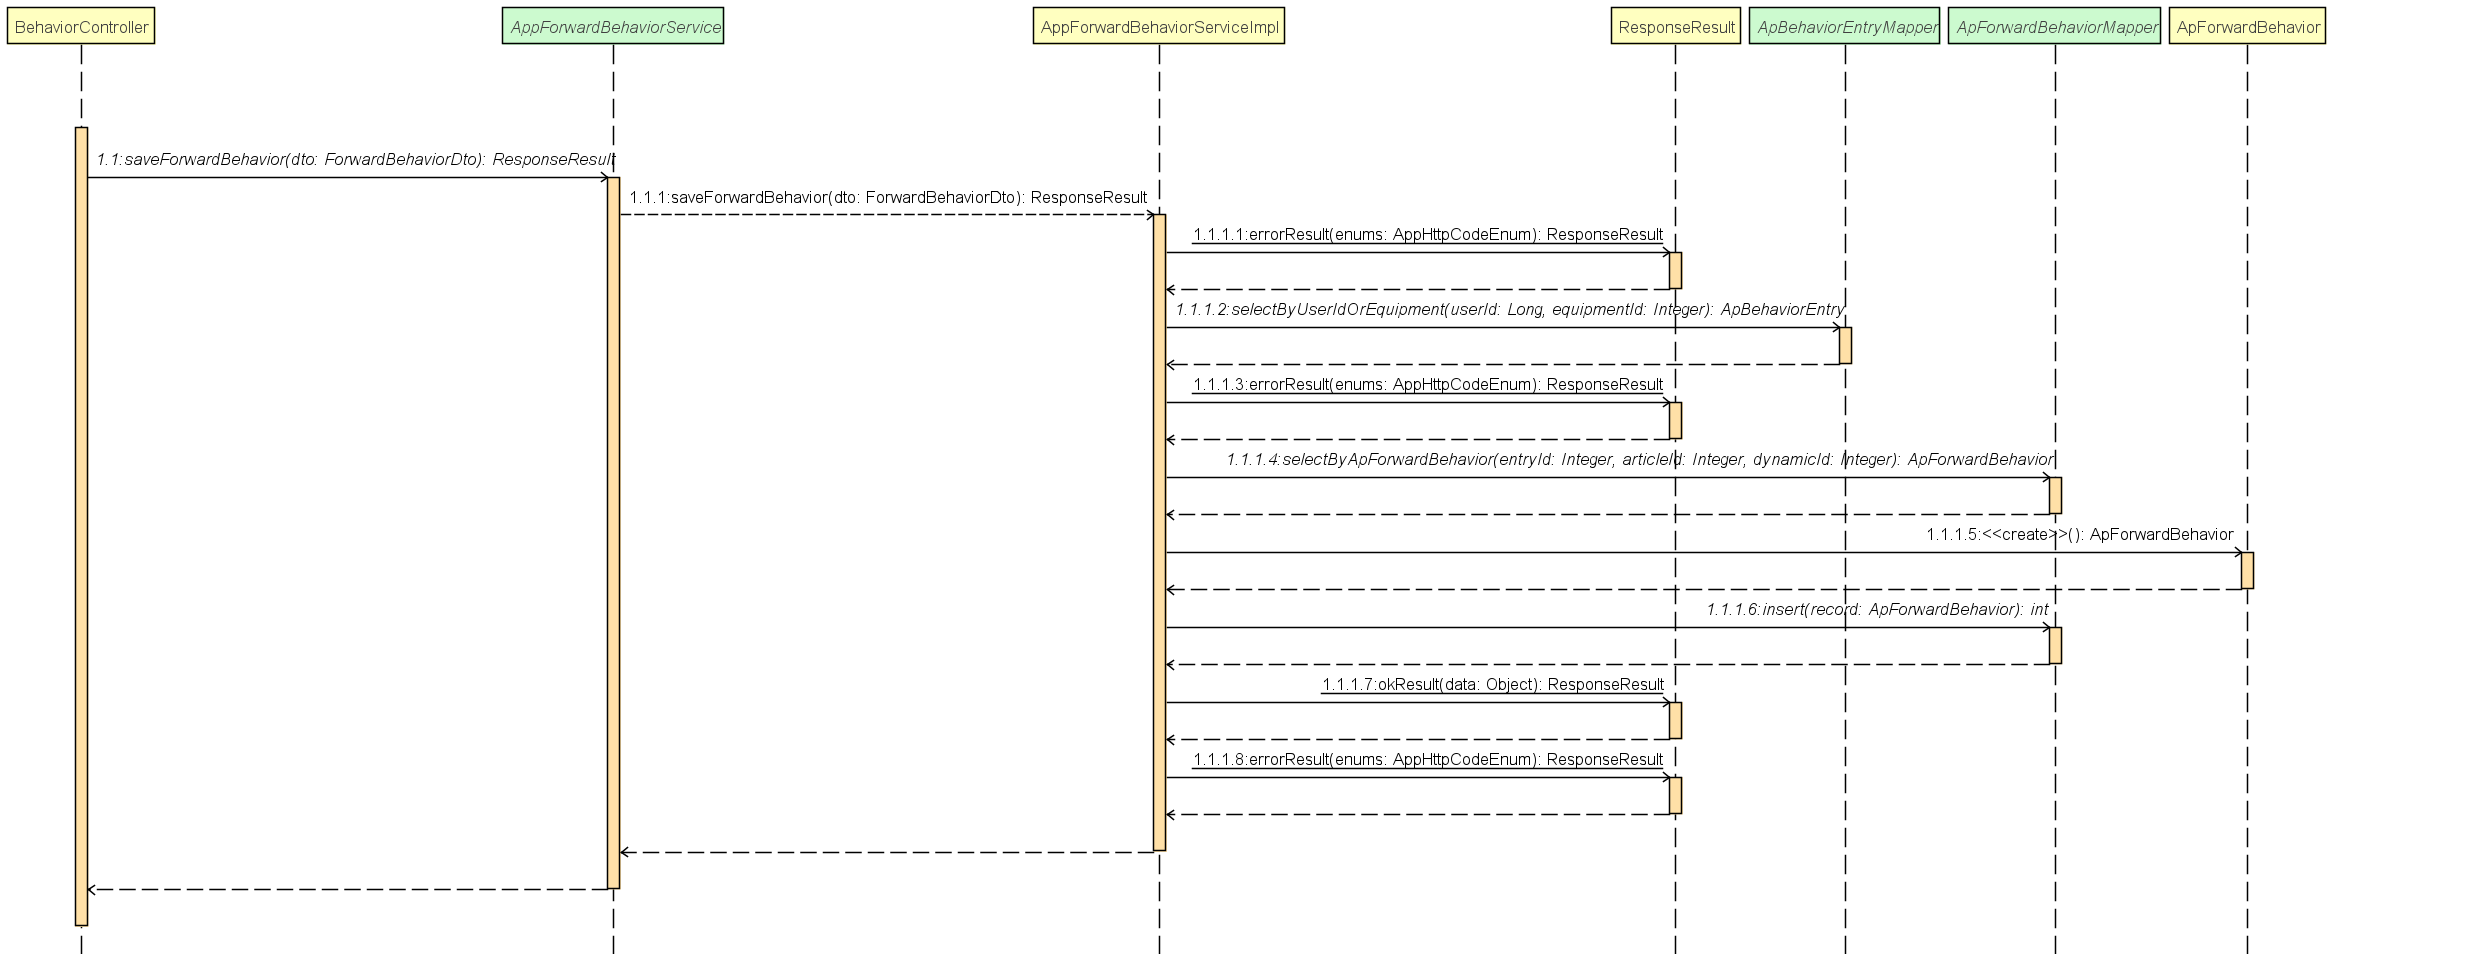 BehaviorController
AppForwardBehaviorService
AppForwardBehaviorServiceImpl
ResponseResult
ApBehaviorEntryMapper
ApForwardBehaviorMapper
ApForwardBehavior
1.1:saveForwardBehavior(dto: ForwardBehaviorDto): ResponseResult
1.1.1:saveForwardBehavior(dto: ForwardBehaviorDto): ResponseResult
1.1.1.1:errorResult(enums: AppHttpCodeEnum): ResponseResult
1.1.1.2:selectByUserIdOrEquipment(userId: Long, equipmentId: Integer): ApBehaviorEntry
1.1.1.3:errorResult(enums: AppHttpCodeEnum): ResponseResult
1.1.1.4:selectByApForwardBehavior(entryId: Integer, articleId: Integer, dynamicId: Integer): ApForwardBehavior
1.1.1.5:<<create>>(): ApForwardBehavior
1.1.1.6:insert(record: ApForwardBehavior): int
1.1.1.7:okResult(data: Object): ResponseResult
1.1.1.8:errorResult(enums: AppHttpCodeEnum): ResponseResult